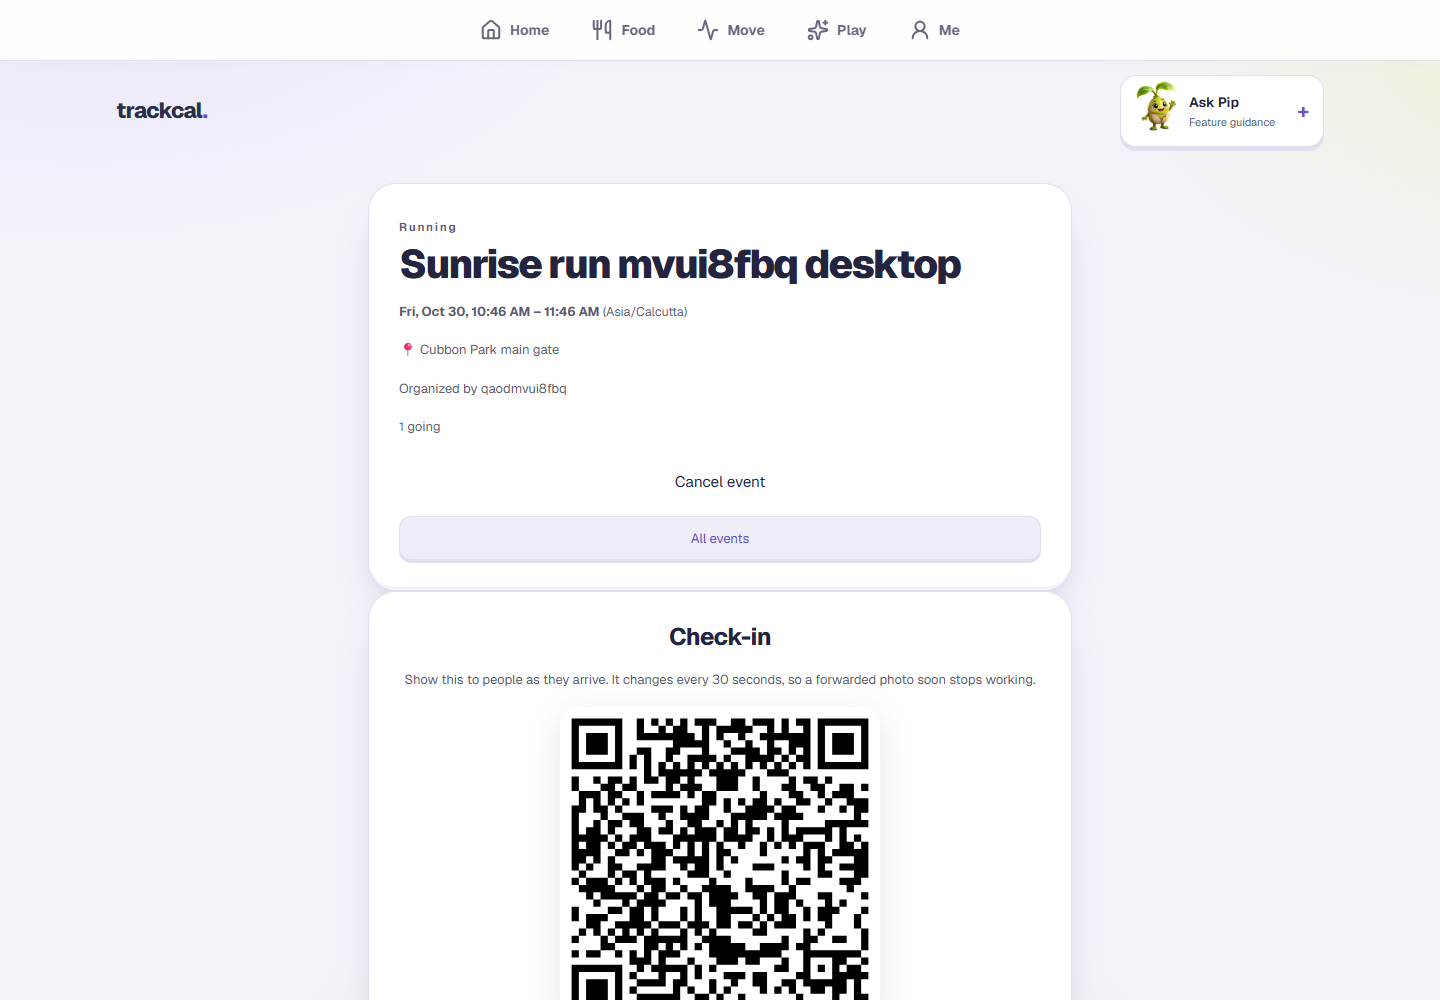 Home
Food
Move
Play
Me
trackcal.
Ask Pip
Feature guidance
+
Running
Sunrise run mvui8fbq desktop
Fri, Oct 30, 10:46 AM – 11:46 AM (Asia/Calcutta)
📍 Cubbon Park main gate
Organized by qaodmvui8fbq
1 going
Cancel event
All events
Check-in
Show this to people as they arrive. It changes every 30 seconds, so a forwarded photo soon stops working.